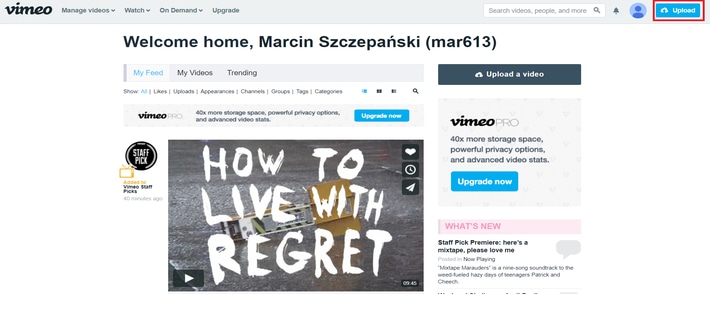 vimeo Manage videos Watch On Demand Upgrade Search videos, people, and more Upload
Welcome home, Marcin Szczepański (mar613)
My Feed My Videos Trending
Show: All | Likes | Uploads | Appearances | Channels | Groups | Tags | Categories
vimeo PRO 40x more storage space, powerful privacy options,
and advanced video stats. Upgrade now
STAFF
PICK
Added to
Vimeo Staff
Picks
40 minutes ago
HOW TO
LIVE WITH
REGRET
09:45
Upload a video
vimeo PRO
40x more storage space,
powerful privacy options,
and advanced video stats.
Upgrade now
WHAT'S NEW
Staff Pick Premiere: here's a
mixtape, please love me
Posted in Now Playing
"Mixtape Marauders" is a nine-song soundtrack to the
weed-fueled hazy days of teenagers Patrick and
Cheech.